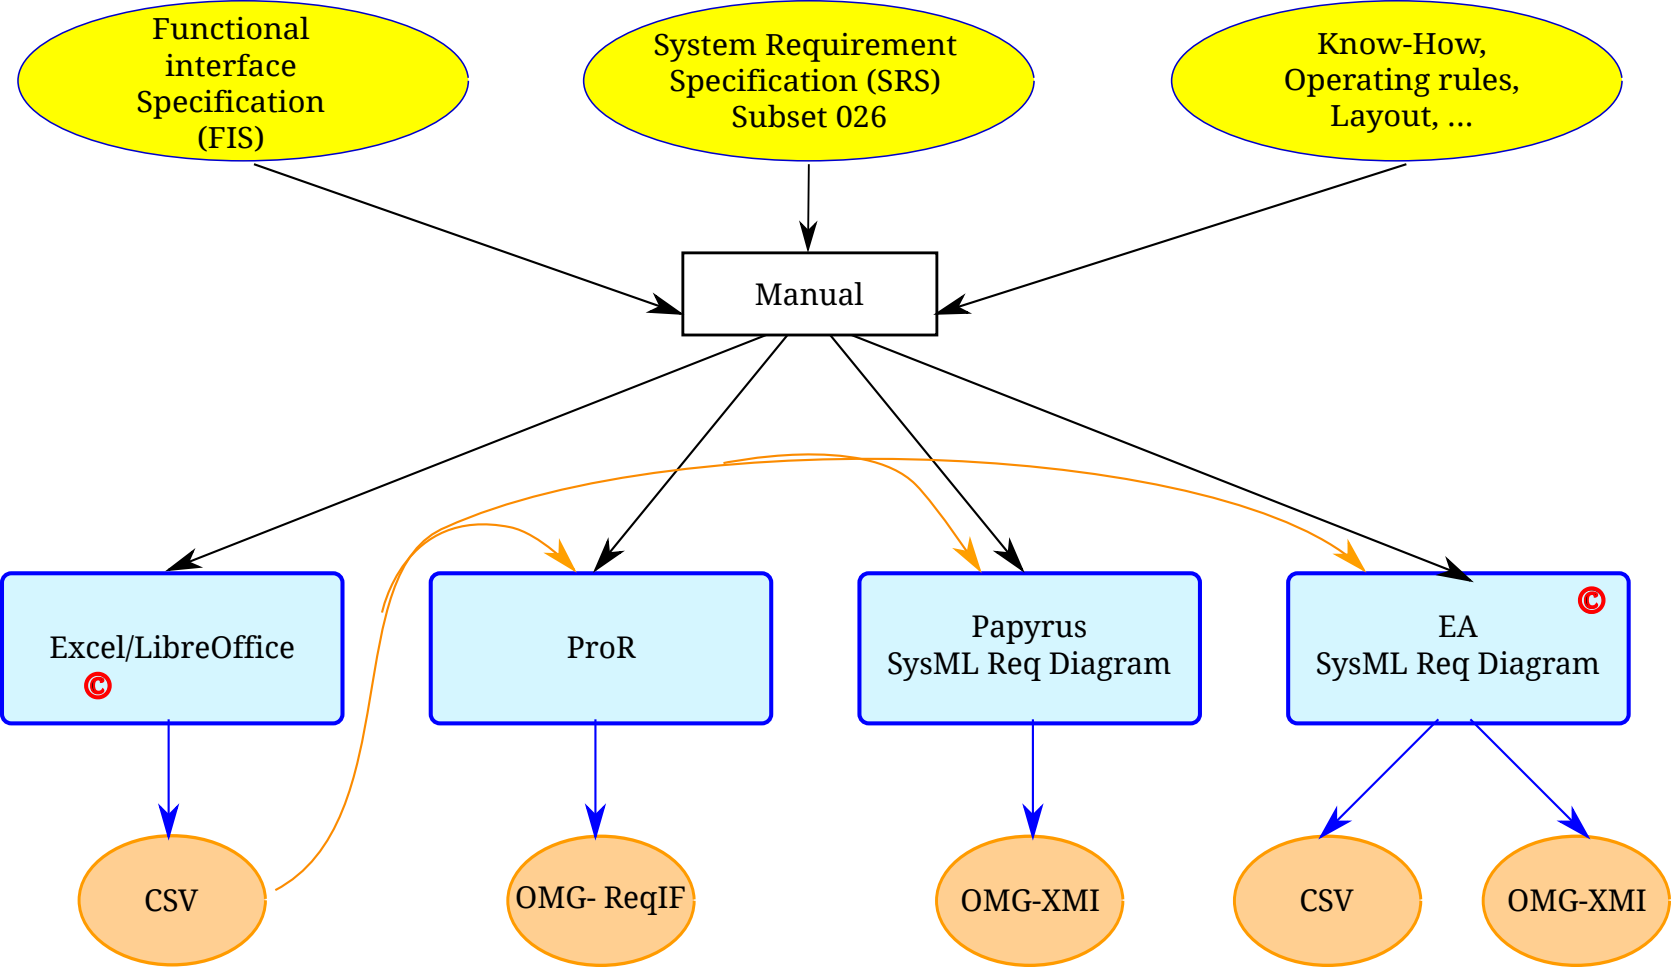 Functional
interface
Specification
(FIS)
System Requirement
Specification (SRS)
Subset 026
Know-How,
Operating rules,
Layout, ...
Manual
Excel/LibreOffice
©
ProR
Papyrus
SysML Req Diagram
©
EA
SysML Req Diagram
CSV
OMG- ReqIF
OMG-XMI
CSV
OMG-XMI